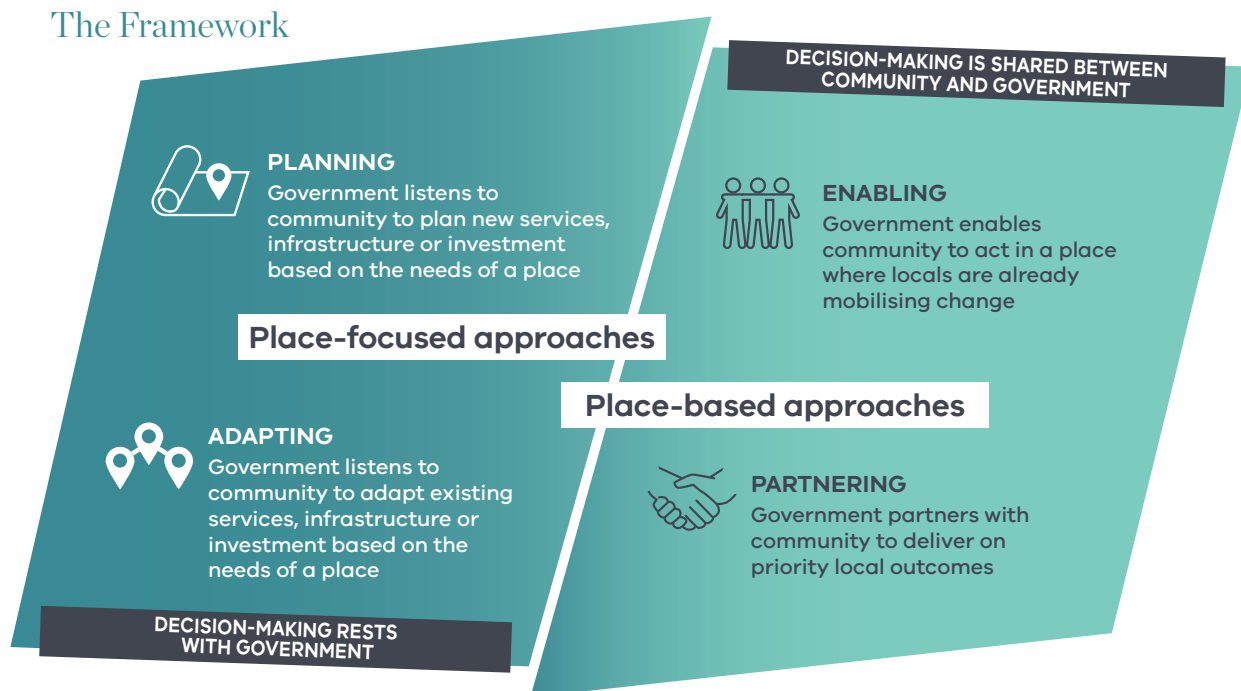 The Framework
PLANNING
Government listens to
community to plan new services,
infrastructure or investment
based on the needs of a place
Place-focused approaches
ADAPTING
Government listens to
community to adapt existing
services, infrastructure or
investment based on the
needs of a place
DECISION-MAKING RESTS
WITH GOVERNMENT
DECISION-MAKING IS SHARED BETWEEN
COMMUNITY AND GOVERNMENT
ENABLING
Government enables
community to act in a place
where locals are already
mobilising change
Place-based approaches
PARTNERING
Government partners with
community to deliver on
priority local outcomes